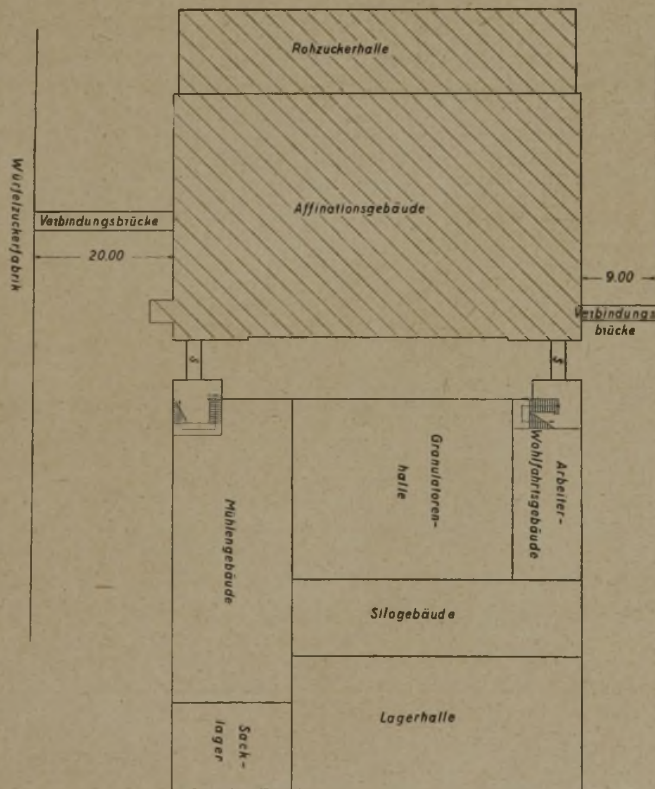 Rohzuckerhalle
Würfelzuckerfabrik
Verbindungsbrücke
20.00
Affinationsgebäude
9.00
Verbindungs
brücke
Mühlengebäude
Granulatoren-
halle
Arbeiter-
Wohlfahrtsgebäude
Silogebäude
Sack-
lager
Lagerhalle